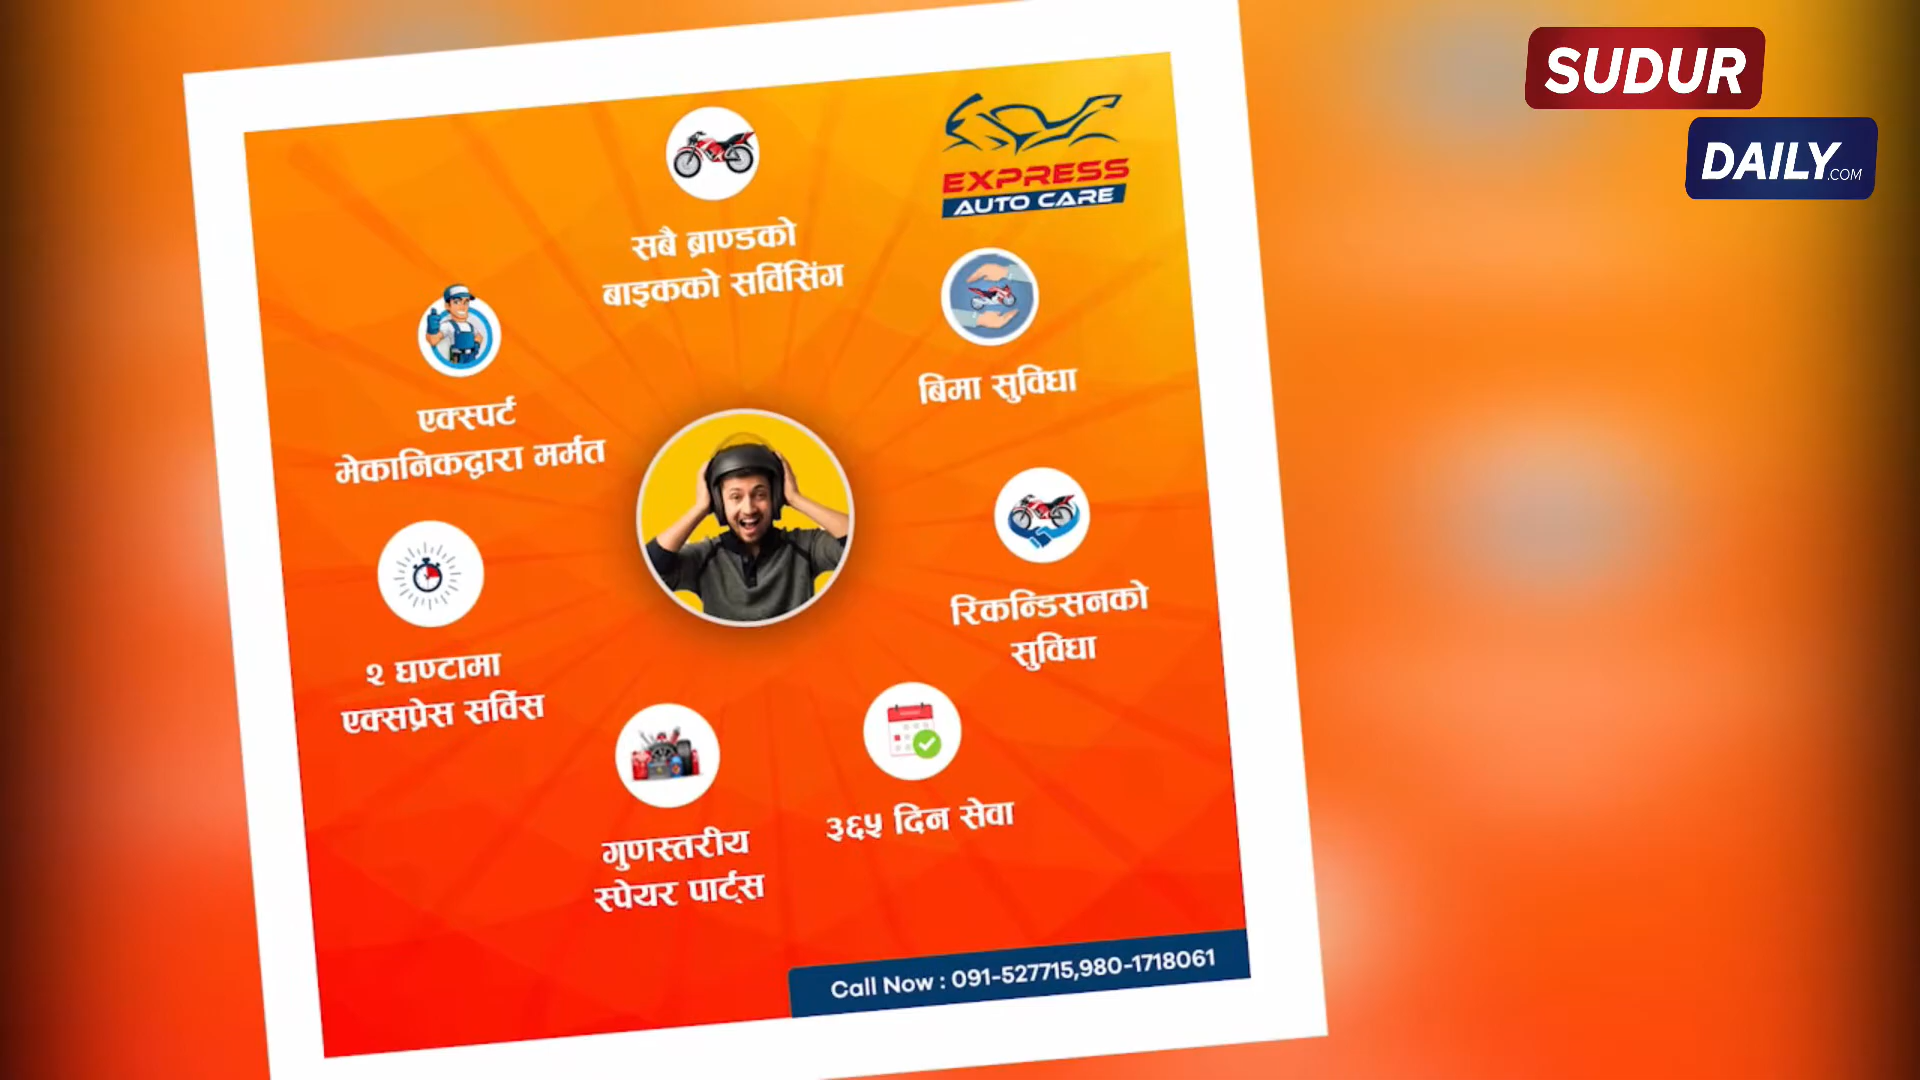 SUDUR
DAILY.COM
EXPRESS
AUTO CARE
सबै ब्राण्डको
बाइकको सर्विसिंग
बिमा सुविधा
एक्स्पर्ट
मेकानिकद्वारा मर्मत
रिकन्डिसनको
सुविधा
२ घण्टामा
एक्सप्रेस सर्विस
३६५ दिन सेवा
गुणस्तरीय
स्पेयर पार्ट्स
Call Now : 091-527715,980-1718061